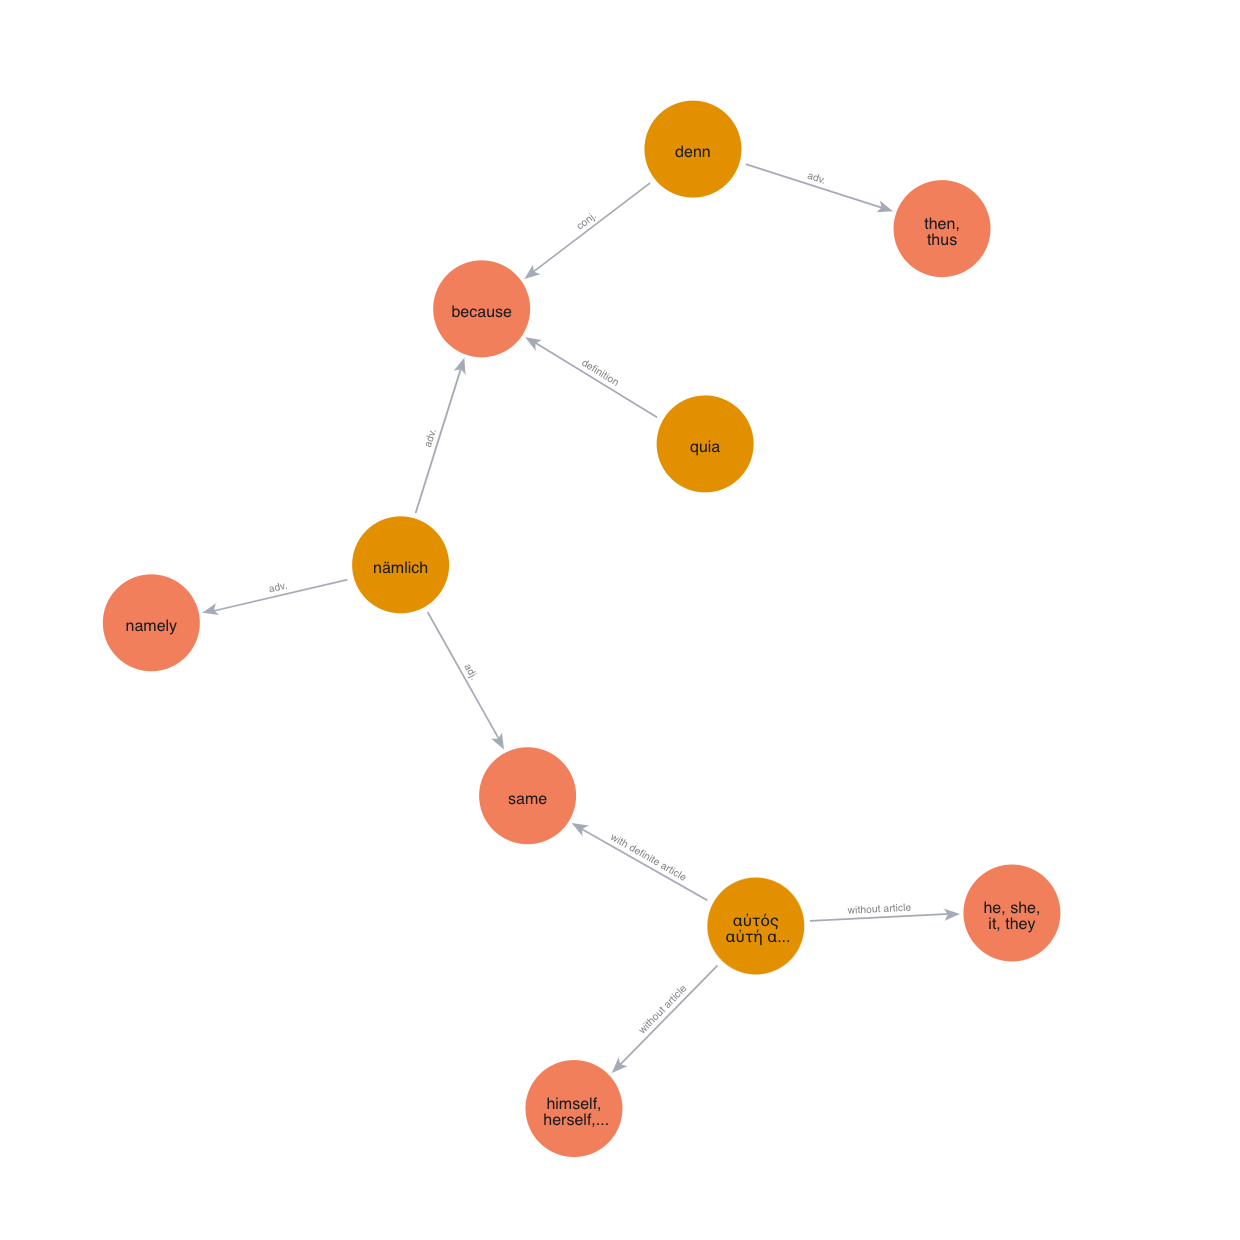 denn
adv.
then,
thus
conj.
because
definition
quia
adv.
nämlich
adv.
namely
adj.
same
with definite article
αὐτός
αὐτή α...
without article
he, she,
it, they
without article
himself,
herself,...